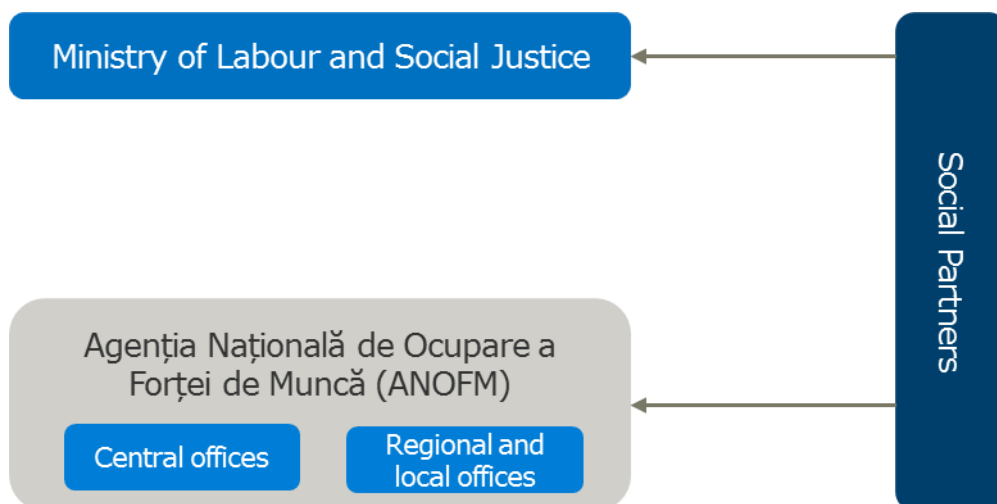 Ministry of Labour and Social Justice
Social Partners
Agenția Națională de Ocupare a
Forței de Muncă (ANOFM)
Central offices
Regional and
local offices